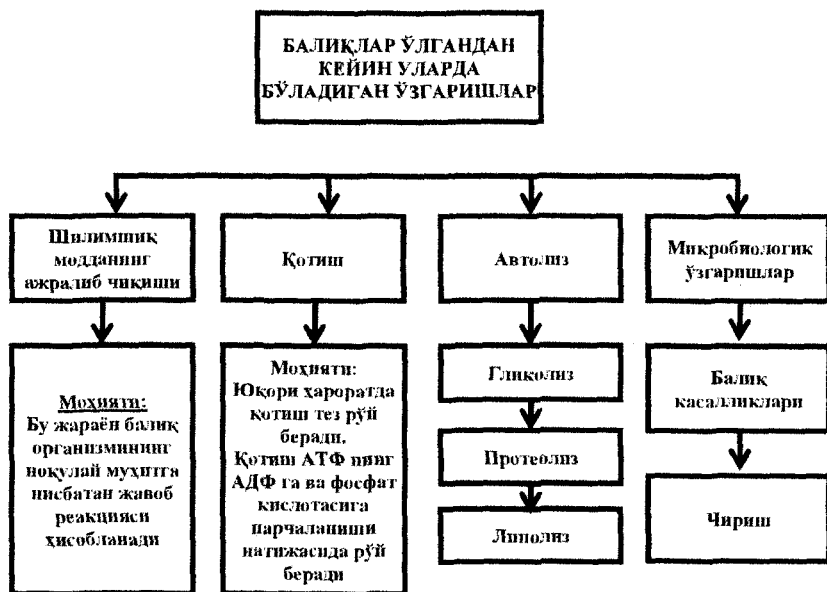 БАЛИҚЛАР ЎЛГАНДАН
КЕЙИН УЛАРДА
БЎЛАДИГАН ЎЗГАРИШЛАР
Шилимшиқ
модданинг
ажралиб чиқиши
Қотиш
Автолиз
Микробиологик
ўзгаришлар
Моҳияти:
Бу жараён балиқ
организмининг
ноқулай муҳитга
нисбатан жавоб
реакцияси
ҳисобланади
Моҳияти:
Юқори ҳароратда
қотиш тез рўй
беради.
Қотиш АТФ нинг
АДФ га ва фосфат
кислотасига
парчаланиши
натижасида рўй
беради
Гликолиз
Протеолиз
Липолиз
Балиқ
касалликлари
Чириш